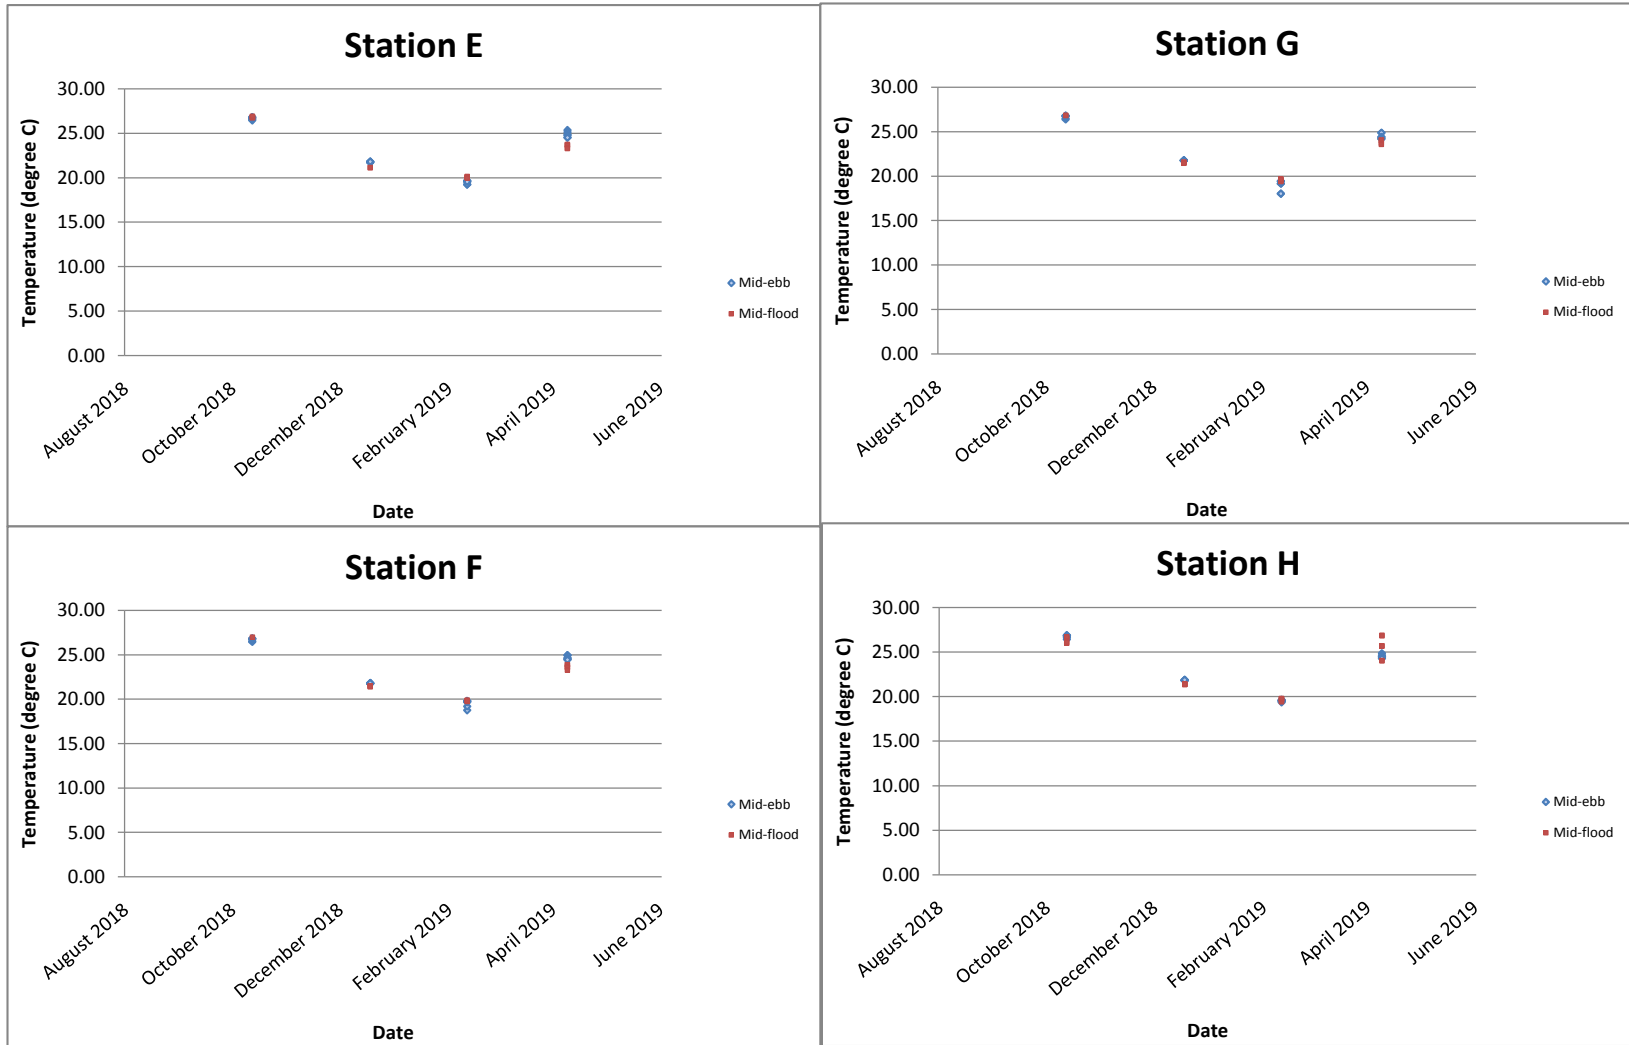 Station E
30.00
25.00
20.00
15.00
10.00
5.00
0.00
Temperature (degree C)
August 2018
October 2018
December 2018
February 2019
April 2019
June 2019
Date
Mid-ebb
Mid-flood
Station G
30.00
25.00
20.00
15.00
10.00
5.00
0.00
Temperature (degree C)
August 2018
October 2018
December 2018
February 2019
April 2019
June 2019
Date
Mid-ebb
Mid-flood
Station F
30.00
25.00
20.00
15.00
10.00
5.00
0.00
Temperature (degree C)
August 2018
October 2018
December 2018
February 2019
April 2019
June 2019
Date
Mid-ebb
Mid-flood
Station H
30.00
25.00
20.00
15.00
10.00
5.00
0.00
Temperature (degree C)
August 2018
October 2018
December 2018
February 2019
April 2019
June 2019
Date
Mid-ebb
Mid-flood